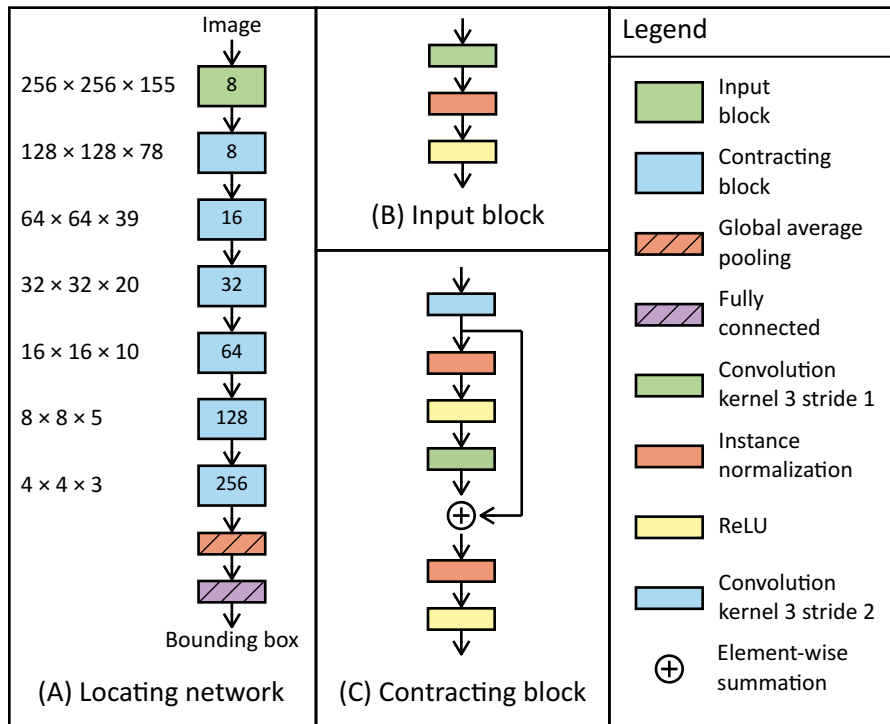 Image
256 × 256 × 155
8
128 × 128 × 78
8
64 × 64 × 39
16
32 × 32 × 20
32
16 × 16 × 10
64
8 × 8 × 5
128
4 × 4 × 3
256
Bounding box
(A) Locating network
(B) Input block
(C) Contracting block
Legend
Input
block
Contracting
block
Global average
pooling
Fully
connected
Convolution
kernel 3 stride 1
Instance
normalization
ReLU
Convolution
kernel 3 stride 2
Element-wise
summation